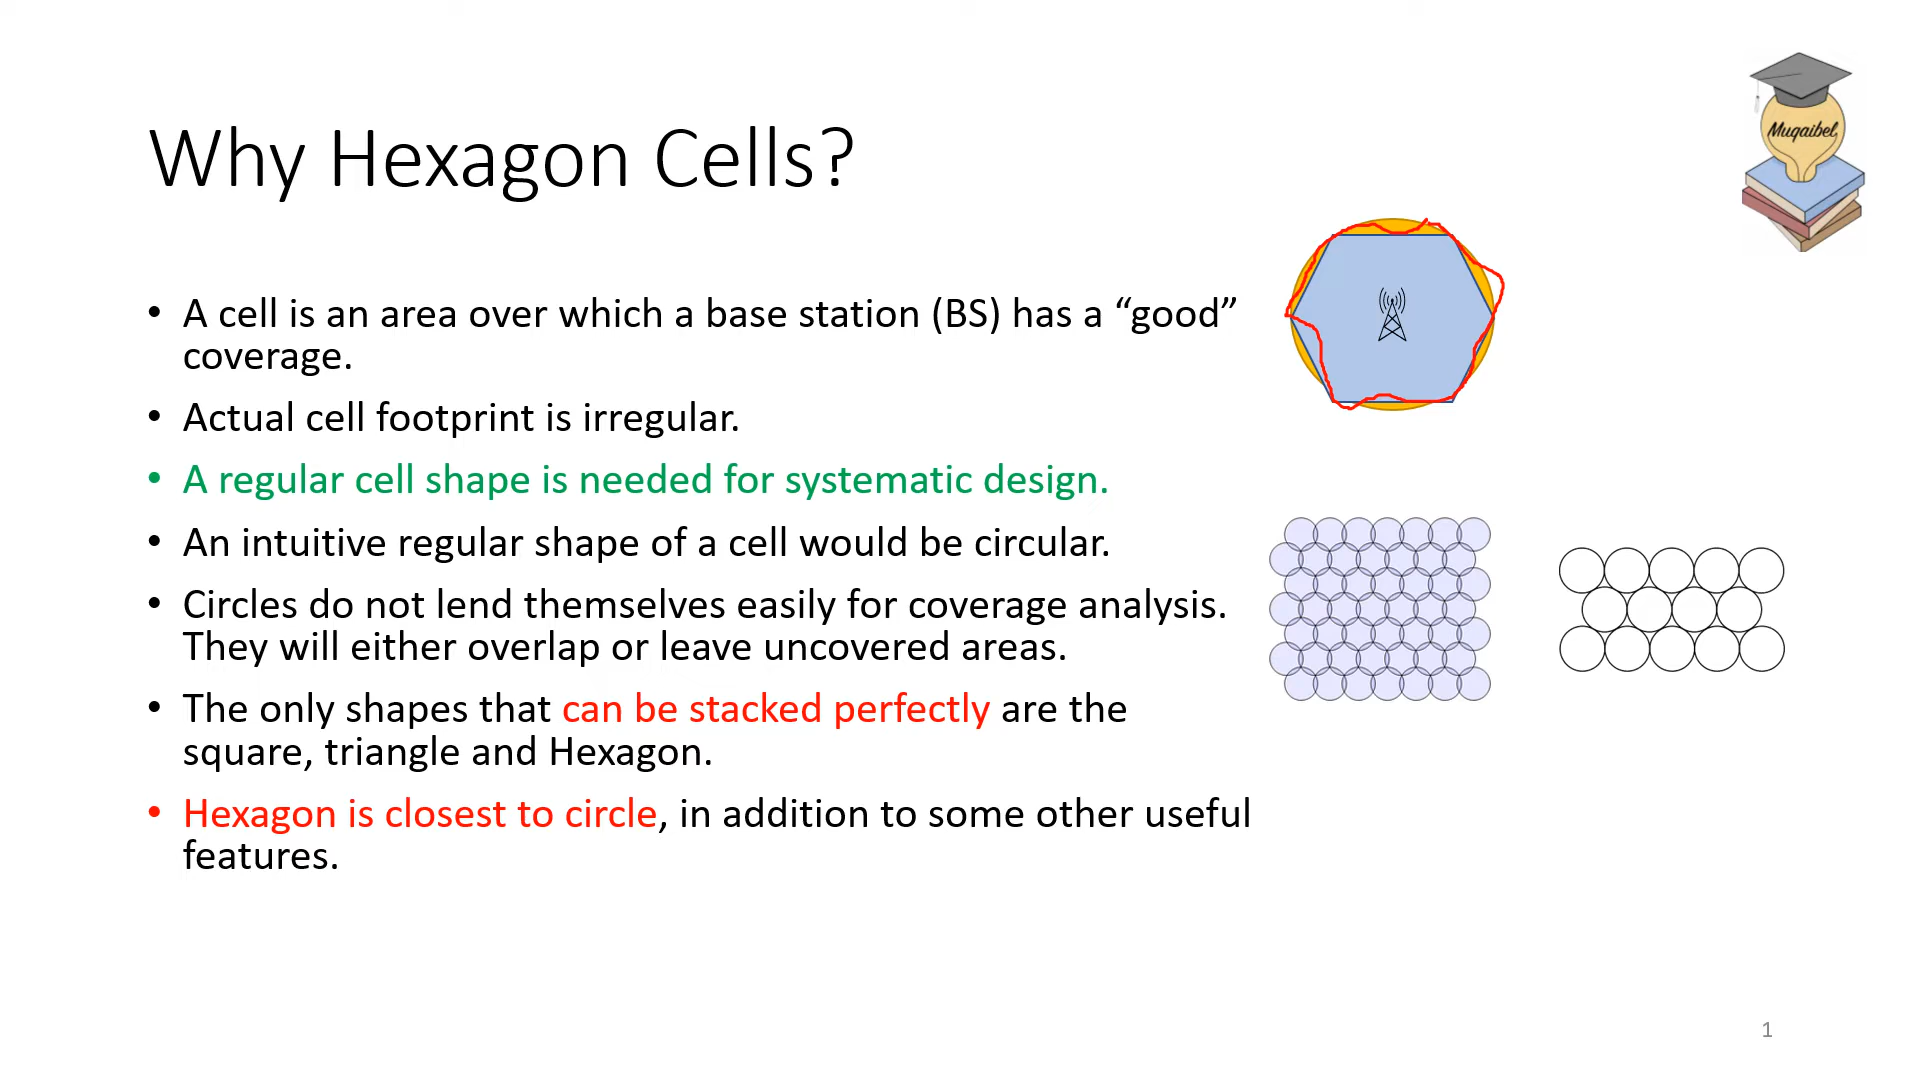 Muqaibel
Why Hexagon Cells?
• A cell is an area over which a base station (BS) has a “good”
coverage.
• Actual cell footprint is irregular.
• A regular cell shape is needed for systematic design.
• An intuitive regular shape of a cell would be circular.
• Circles do not lend themselves easily for coverage analysis.
They will either overlap or leave uncovered areas.
• The only shapes that can be stacked perfectly are the
square, triangle and Hexagon.
• Hexagon is closest to circle, in addition to some other useful
features.
1